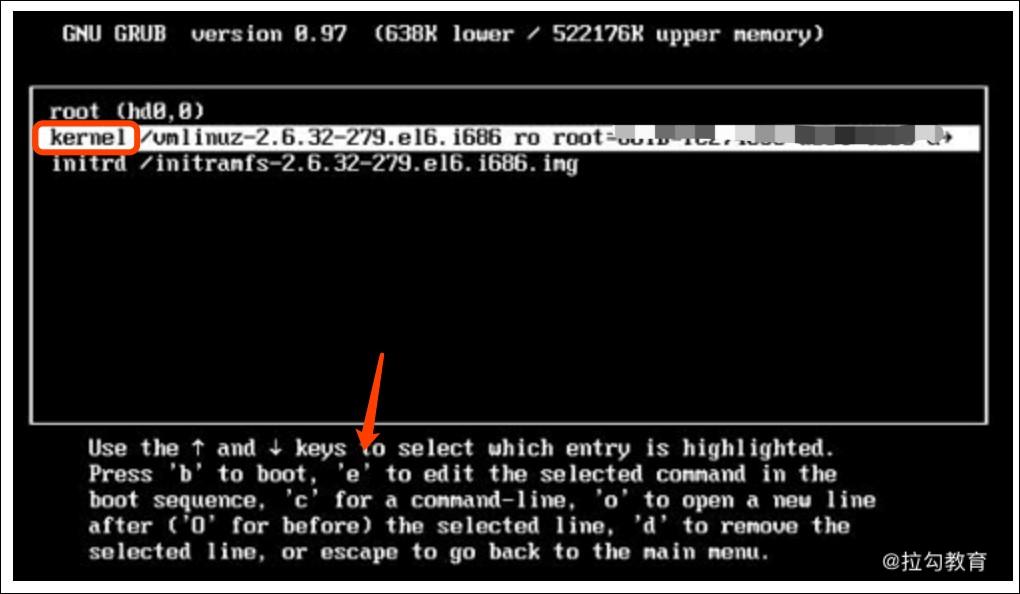 GNU GRUB version 0.97 (638K lower / 522176K upper memory)
root (hd0,0)
kernel /vmlinuz-2.6.32-279.el6.i686 ro root=
initrd /initramfs-2.6.32-279.el6.i686.img
Use the ↑ and ↓ keys to select which entry is highlighted.
Press 'b' to boot, 'e' to edit the selected command in the
boot sequence, 'c' for a command-line, 'o' to open a new line
after ('O' for before) the selected line, 'd' to remove the
selected line, or escape to go back to the main menu.
@拉勾教育